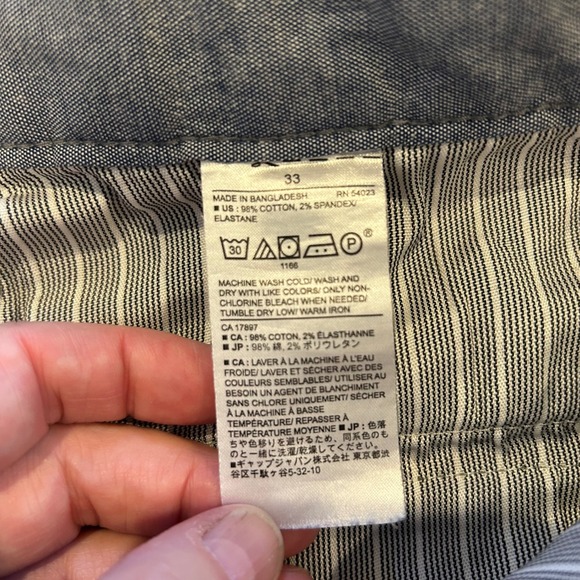 33
MADE IN BANGLADESH RN 54023
■ US : 98% COTTON, 2% SPANDEX/
ELASTANE
30 P ®
1166
MACHINE WASH COLD/ WASH AND
DRY WITH LIKE COLORS/ ONLY NON-
CHLORINE BLEACH WHEN NEEDED/
TUMBLE DRY LOW/ WARM IRON
CA 17897
■ CA : 98% COTON, 2% ÉLASTHANNE
■ JP : 98% 綿, 2% ポリウレタン
■ CA : LAVER À LA MACHINE À L'EAU
FROIDE/ LAVER ET SÉCHER AVEC DES
COULEURS SEMBLABLES/ UTILISER AU
BESOIN UN AGENT DE BLANCHIMENT
SANS CHLORE UNIQUEMENT/ SÉCHER
À LA MACHINE À BASSE
TEMPÉRATURE/ REPASSER À
TEMPÉRATURE MOYENNE ■ JP : 色落
ちや色移りを避けるため、同系色のも
のと一緒に洗濯、乾燥してください。
■ギャップジャパン㈱ 東京都渋
谷区千駄ヶ谷5-32-10